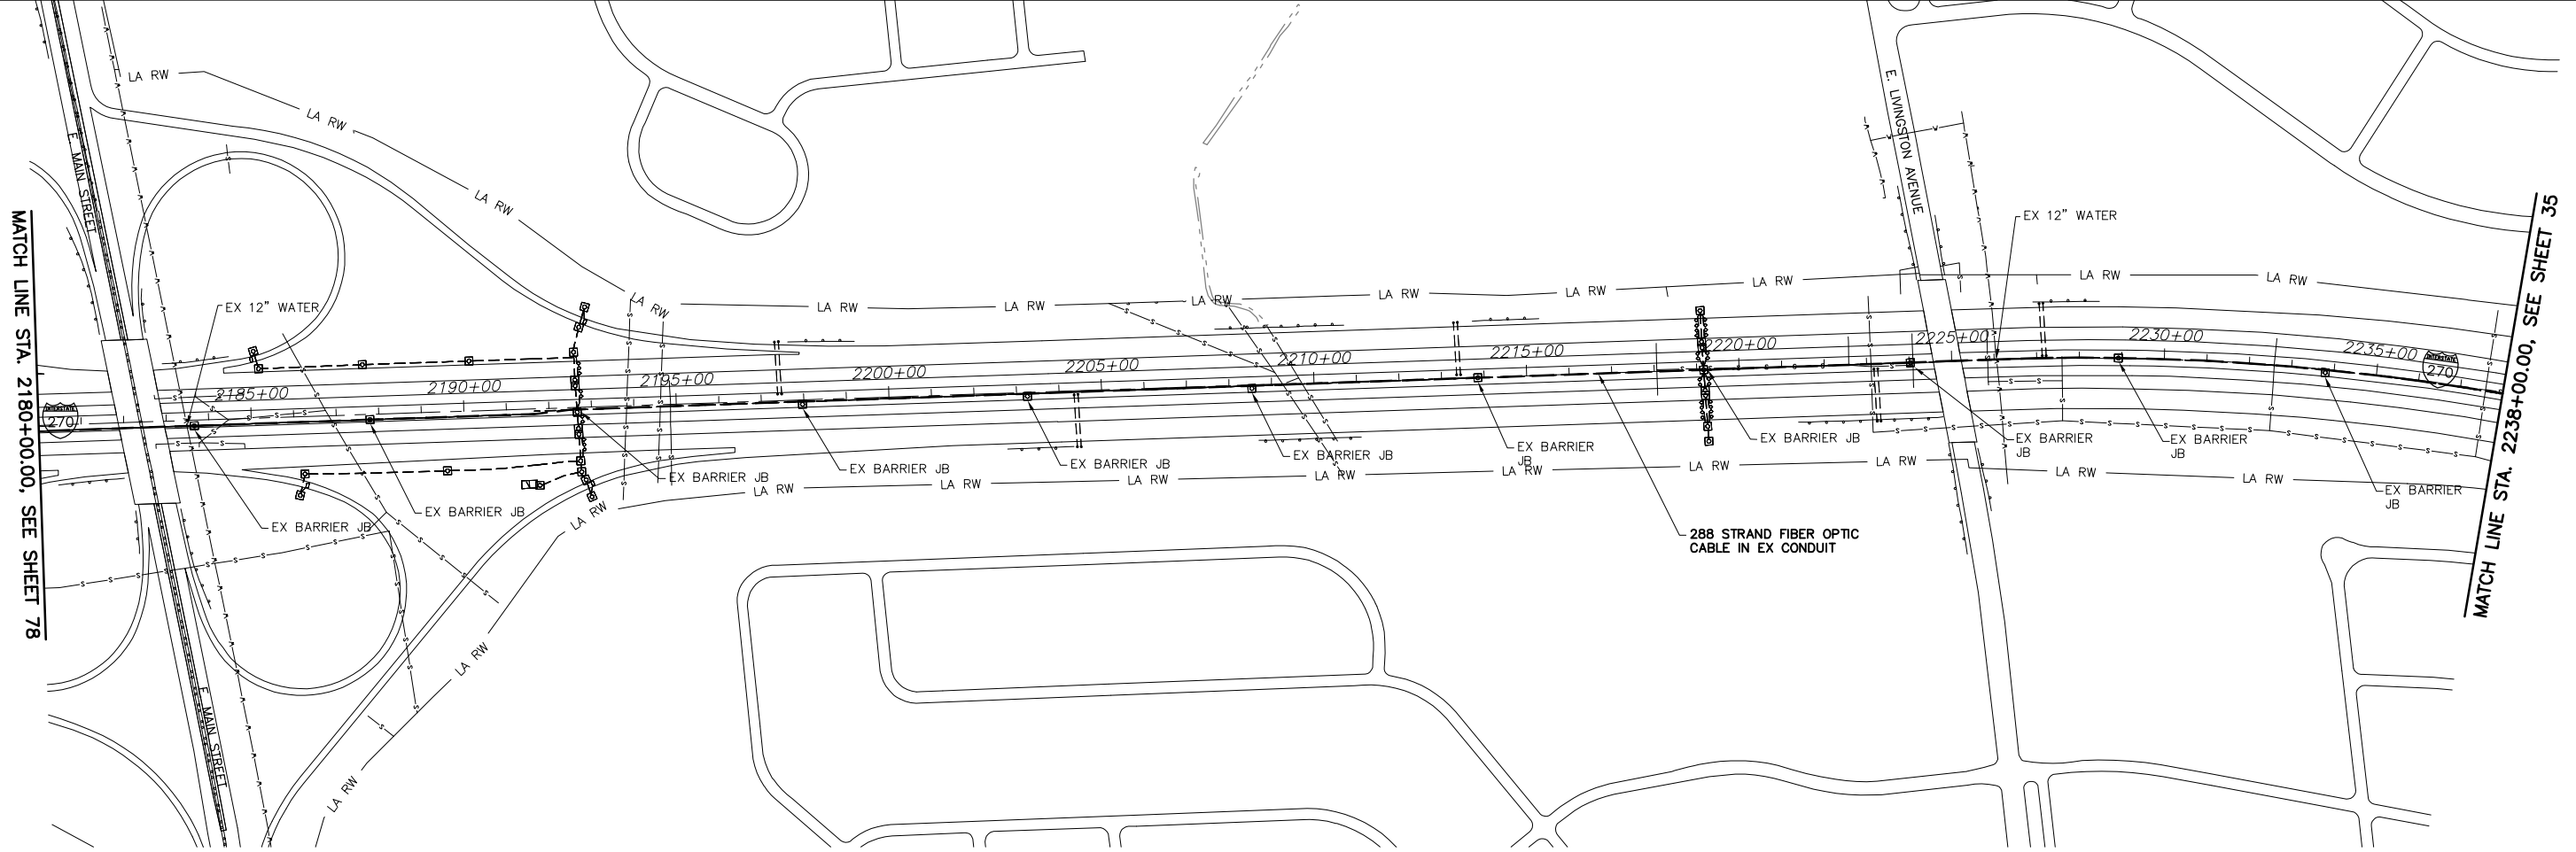 LA RW
LA RW
LA RW
LA RW
E. MAIN STREET
E. LIVINGSTON AVENUE
EX 12" WATER
EX 12" WATER
LA RW
LA RW
LA RW
LA RW
LA RW
LA RW
LA RW
LA RW
MATCH LINE STA. 2180+00.00, SEE SHEET 78
MATCH LINE STA. 2238+00.00, SEE SHEET 35
2185+00
2190+00
2195+00
2200+00
2205+00
2210+00
2215+00
2220+00
2225+00
2230+00
2235+00
INTERSTATE
270
INTERSTATE
270
EX BARRIER JB
EX BARRIER JB
EX BARRIER JB
EX BARRIER JB
EX BARRIER JB
EX BARRIER JB
EX BARRIER
JB
EX BARRIER JB
EX BARRIER
JB
EX BARRIER
JB
EX BARRIER
JB
LA RW
LA RW
LA RW
LA RW
LA RW
LA RW
LA RW
LA RW
LA RW
LA RW
LA RW
LA RW
288 STRAND FIBER OPTIC
CABLE IN EX CONDUIT
E. MAIN STREET